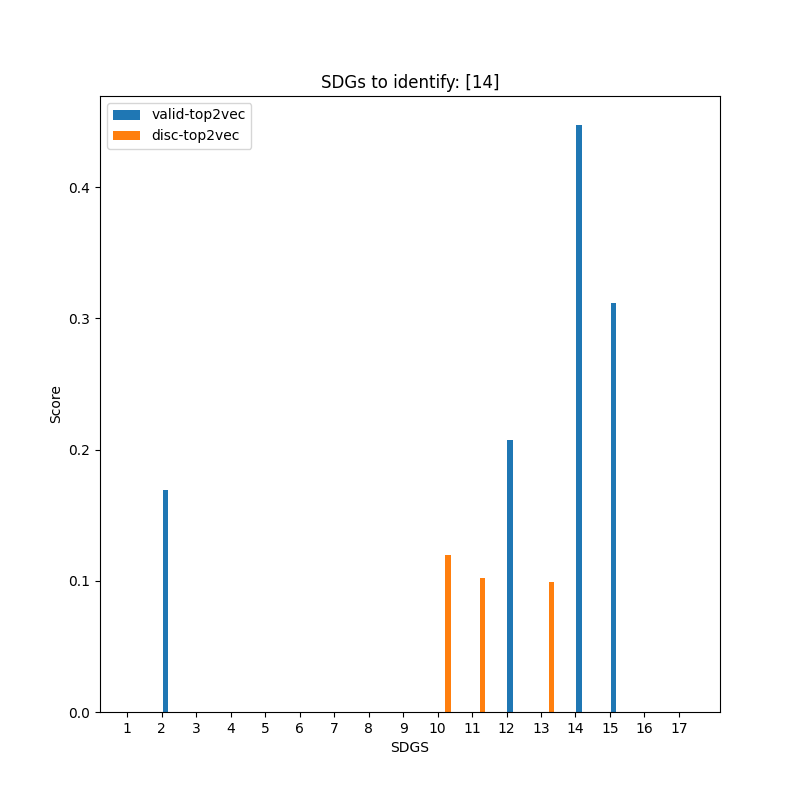 SDGs to identify: [14]
valid-top2vec
disc-top2vec
0.4
0.3
0.2
0.1
0.0
Score
1 2 3 4 5 6 7 8 9 10 11 12 13 14 15 16 17
SDGS